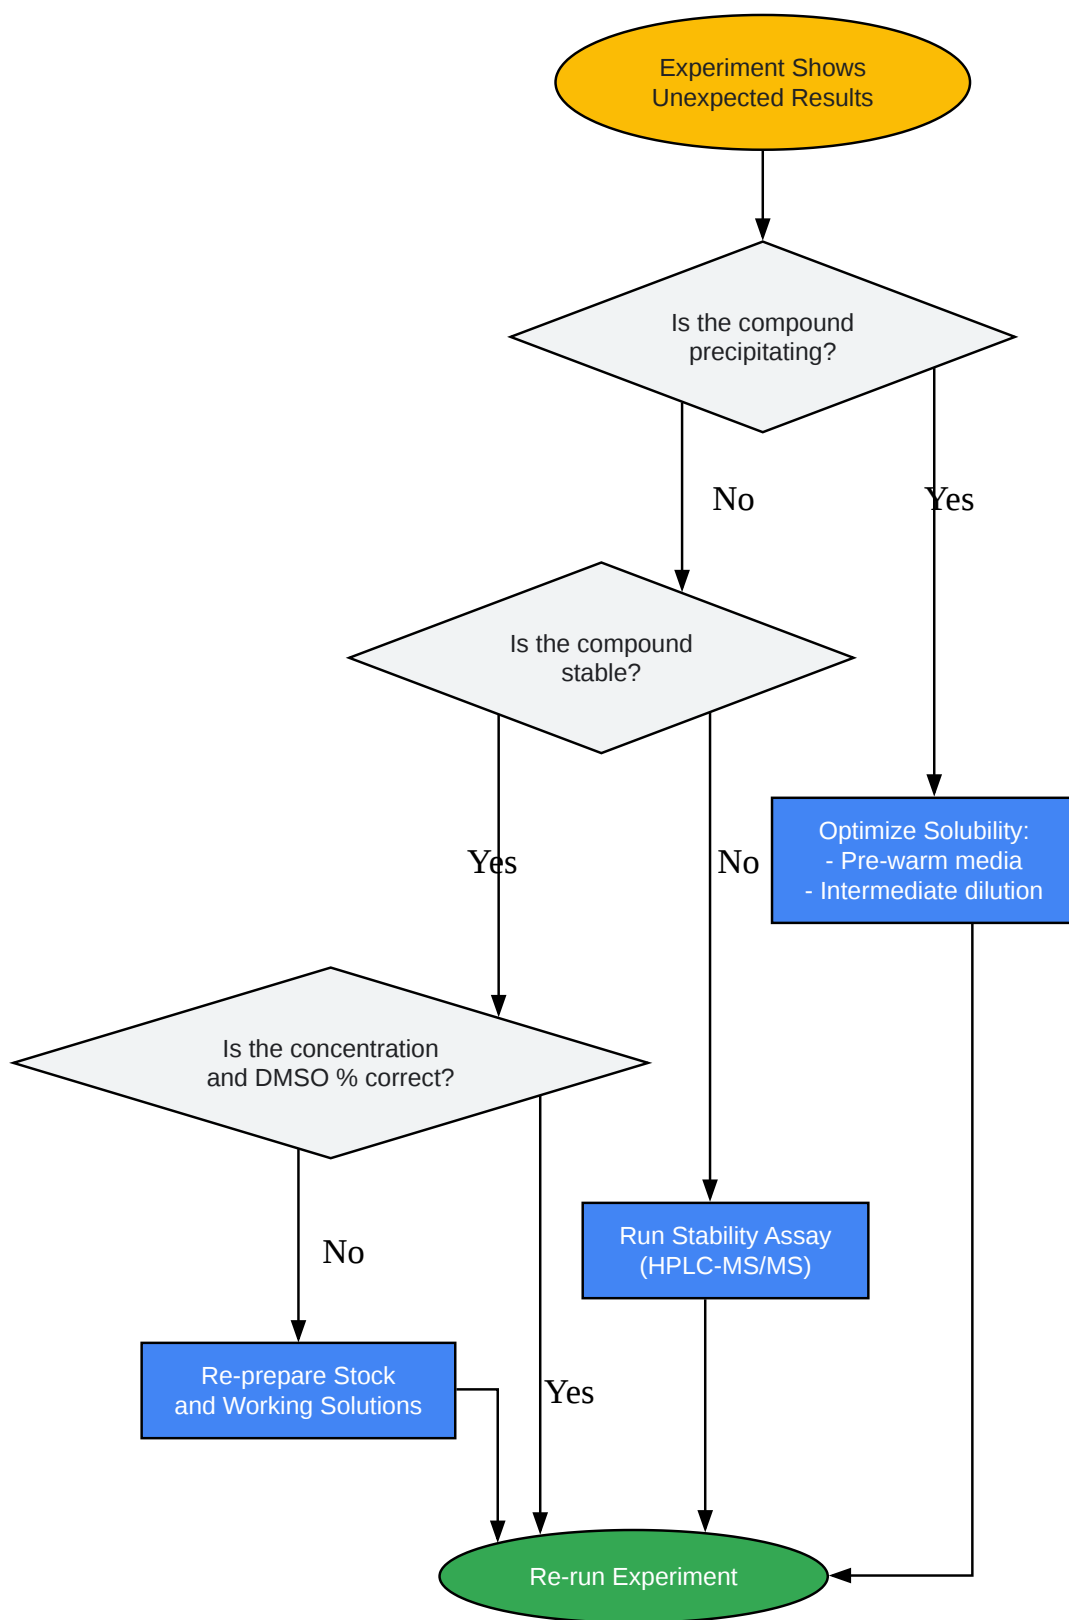 Experiment Shows
Unexpected Results
Is the compound
precipitating?
No
Yes
Is the compound
stable?
Yes
No
Optimize Solubility:
- Pre-warm media
- Intermediate dilution
Is the concentration
and DMSO % correct?
No
Run Stability Assay
(HPLC-MS/MS)
Re-prepare Stock
and Working Solutions
Yes
Re-run Experiment